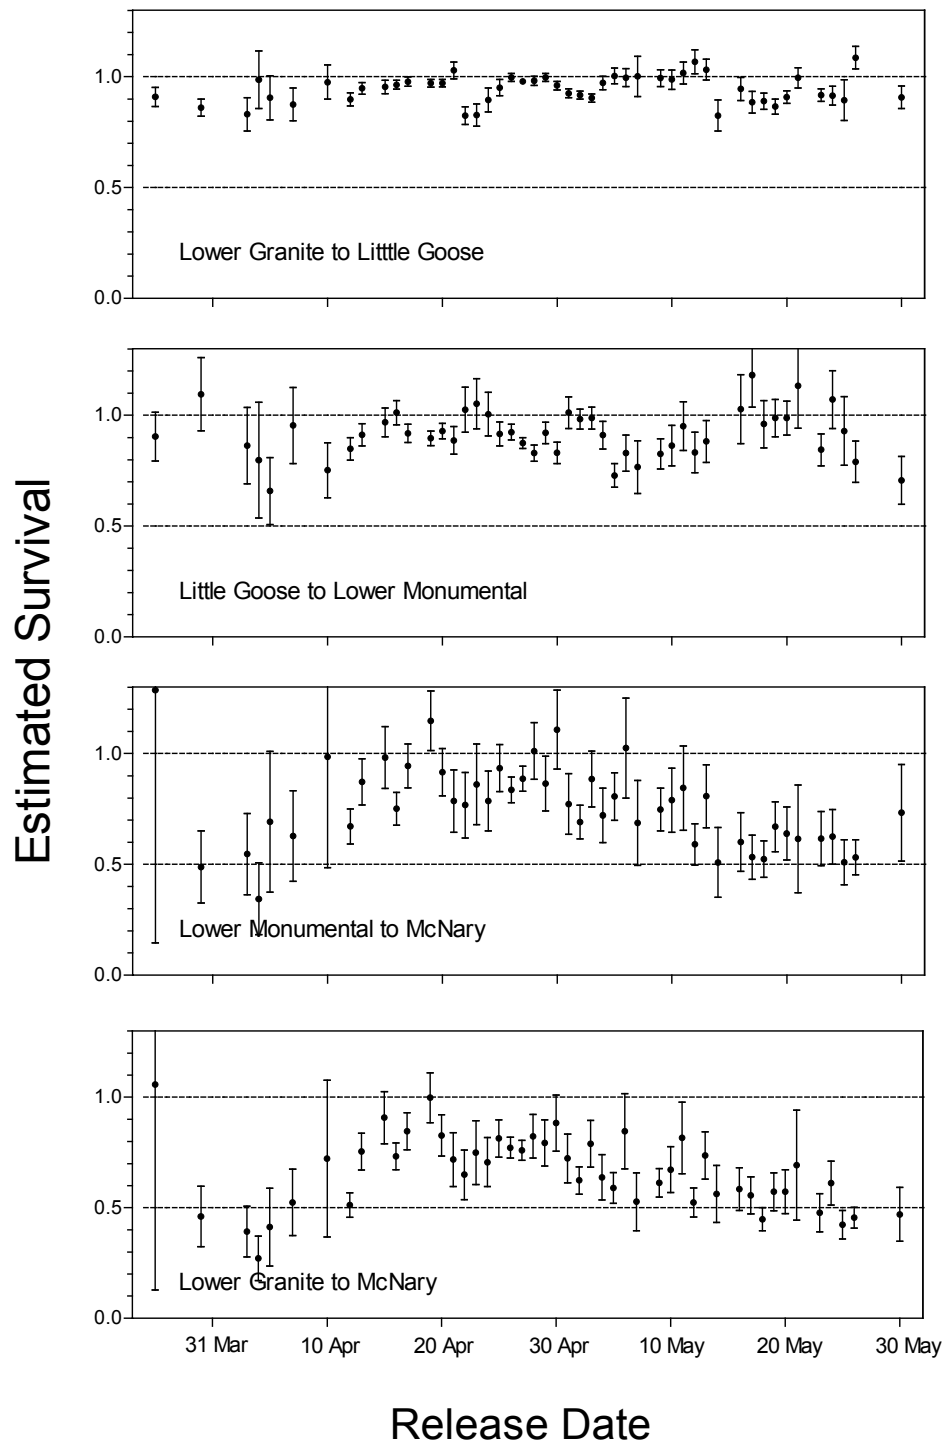 1.0
0.5
Lower Granite to Litttle Goose
0.0
1.0
0.5
Little Goose to Lower Monumental
0.0
Estimated Survival
1.0
0.5
Lower Monumental to McNary
0.0
1.0
0.5
Lower Granite to McNary
0.0
31 Mar 10 Apr 20 Apr 30 Apr 10 May 20 May 30 May
Release Date